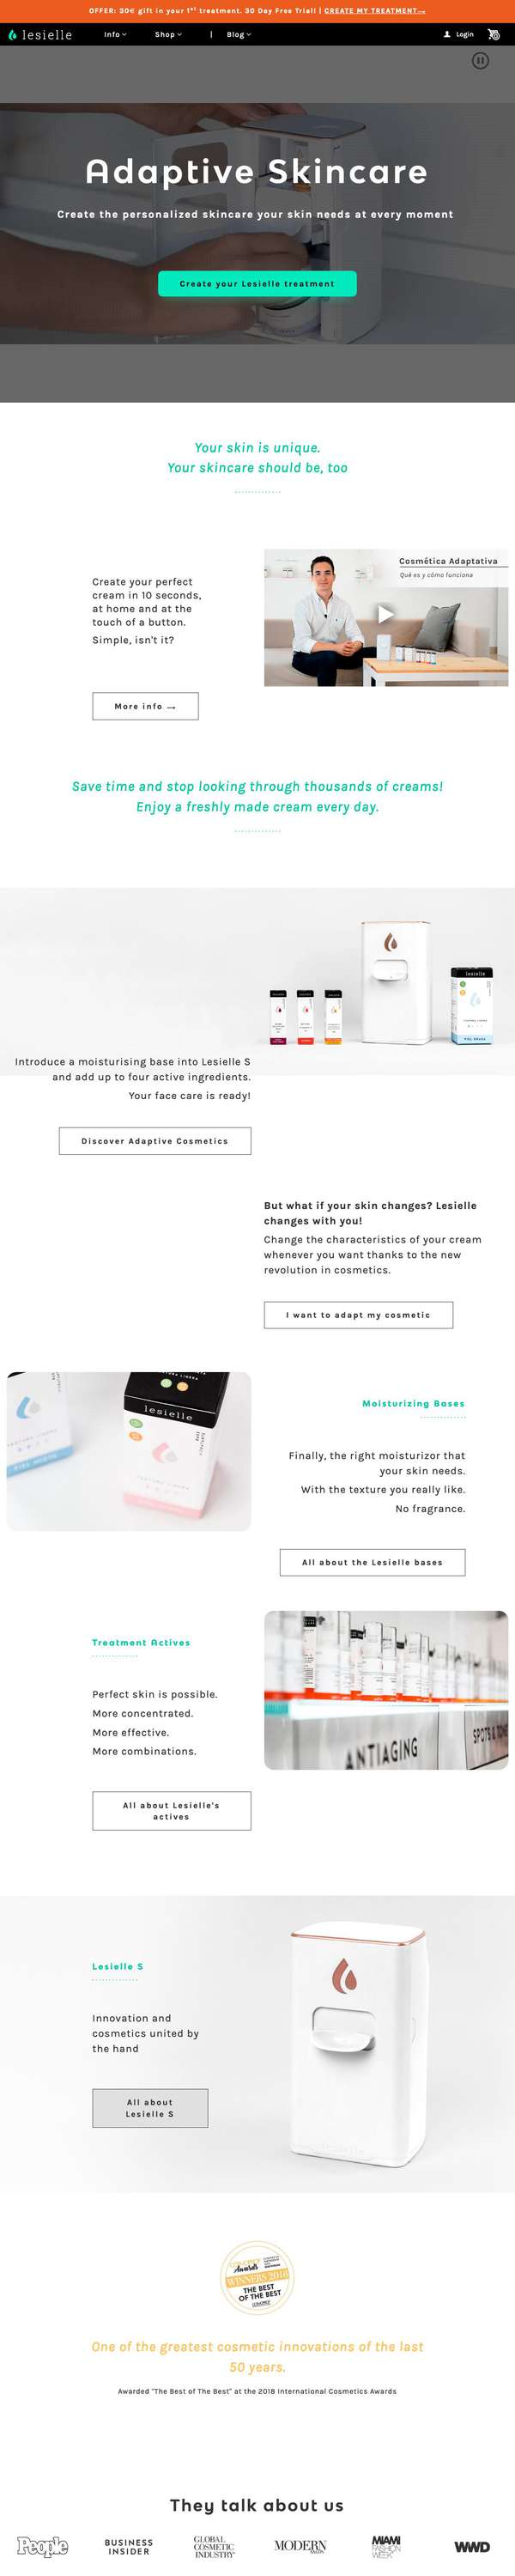 OFFER: 20€ gift in your 1st treatment. 30 Day Free Trial! | CREATE MY TREATMENT→
lesielle Info Shop | Blog Login
Adaptive Skincare
Create the personalized skincare your skin needs at every moment
Create your Lesielle treatment
Your skin is unique.
Your skincare should be, too
Create your perfect
cream in 10 seconds,
at home and at the
touch of a button.
Simple, isn't it?
More info →
Cosmética Adaptativa
Qué es y cómo funciona
Save time and stop looking through thousands of creams!
Enjoy a freshly made cream every day.
lesielle
Introduce a moisturising base into Lesielle S
and add up to four active ingredients.
Your face care is ready!
Discover Adaptive Cosmetics
But what if your skin changes? Lesielle
changes with you!
Change the characteristics of your cream
whenever you want thanks to the new
revolution in cosmetics.
I want to adapt my cosmetic
lesielle
Moisturizing Bases
Finally, the right moisturizor that
your skin needs.
With the texture you really like.
No fragrance.
All about the Lesielle bases
Treatment Actives
Perfect skin is possible.
More concentrated.
More effective.
More combinations.
All about Lesielle's
actives
ANTIAGING
SPOTS &
Lesielle S
Innovation and
cosmetics united by
the hand
All about
Lesielle S
Awards
WINNERS 2018
THE BEST
OF THE BEST
One of the greatest cosmetic innovations of the last
50 years.
Awarded "The Best of The Best" at the 2018 International Cosmetics Awards
They talk about us
People
BUSINESS
INSIDER
GLOBAL
COSMETIC
INDUSTRY
MODERN
MIAMI
FASHION
WEEK
WWD